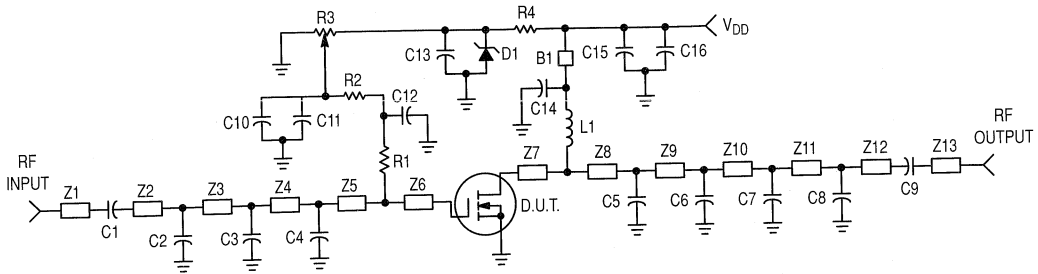 R3
R4
VDD
C13
D1
B1
C15
C16
R2
C12
C14
C10
C11
L1
RF
OUTPUT
R1
RF
INPUT
Z1
Z2
Z3
Z4
Z5
Z6
Z7
Z8
Z9
Z10
Z11
Z12
Z13
D.U.T.
C1
C2
C3
C4
C5
C6
C7
C8
C9